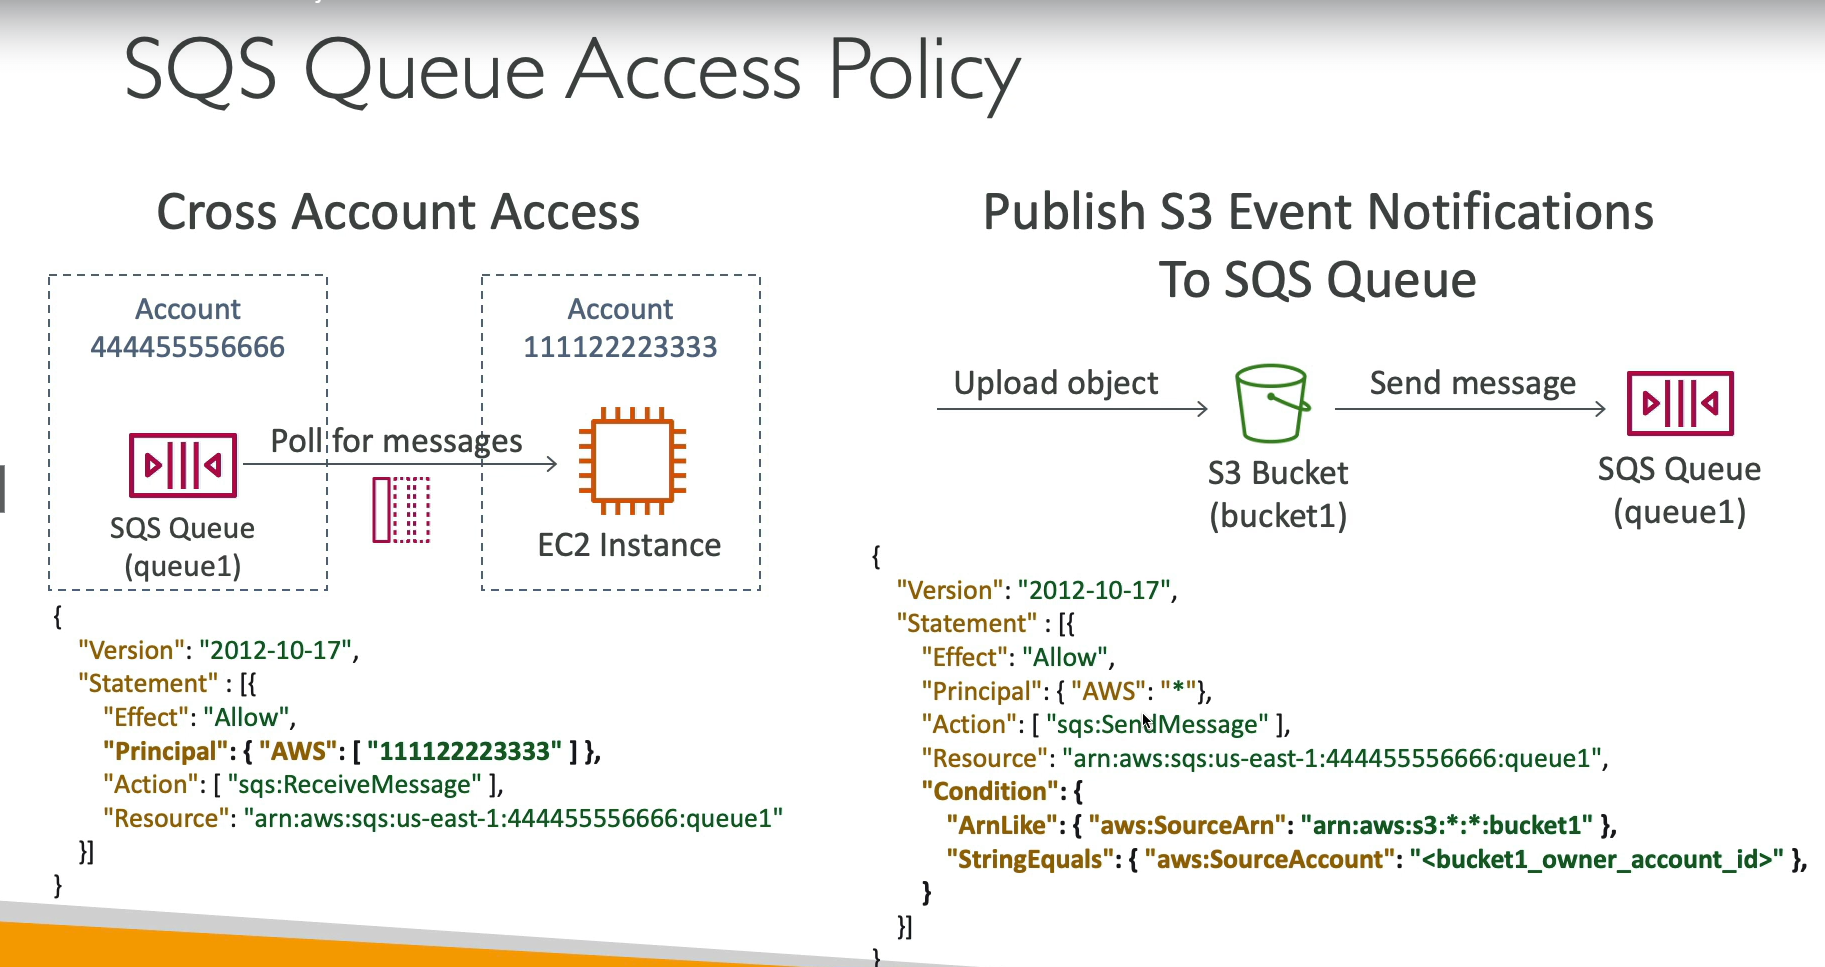 SQS Queue Access Policy
Cross Account Access
Account
444455556666
Account
111122223333
Poll for messages
SQS Queue
(queue1)
EC2 Instance
{
"Version": "2012-10-17",
"Statement" : [{
"Effect": "Allow",
"Principal": { "AWS": [ "111122223333" ] },
"Action": [ "sqs:ReceiveMessage" ],
"Resource": "arn:aws:sqs:us-east-1:444455556666:queue1"
}]
}
Publish S3 Event Notifications
To SQS Queue
Upload object
Send message
S3 Bucket
(bucket1)
SQS Queue
(queue1)
{
"Version": "2012-10-17",
"Statement" : [{
"Effect": "Allow",
"Principal": { "AWS": "*"},
"Action": [ "sqs:SendMessage" ],
"Resource": "arn:aws:sqs:us-east-1:444455556666:queue1",
"Condition": {
"ArnLike": { "aws:SourceArn": "arn:aws:s3:*:*:bucket1" },
"StringEquals": { "aws:SourceAccount": "<bucket1_owner_account_id>" },
}
}]
}